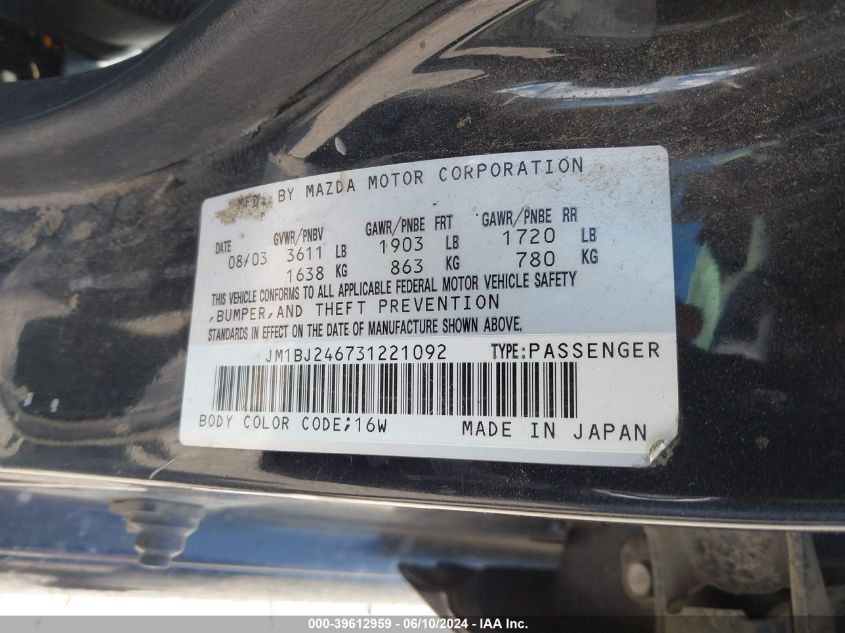 MFD. BY MAZDA MOTOR CORPORATION
DATE GVWR/PNBV GAWR/PNBE FRT GAWR/PNBE RR
08/03 3611 LB 1903 LB 1720 LB
1638 KG 863 KG 780 KG
THIS VEHICLE CONFORMS TO ALL APPLICABLE FEDERAL MOTOR VEHICLE SAFETY
,BUMPER,AND THEFT PREVENTION
STANDARDS IN EFFECT ON THE DATE OF MANUFACTURE SHOWN ABOVE.
JM1BJ246731221092 TYPE:PASSENGER
BODY COLOR CODE;16W MADE IN JAPAN
000-39612959 - 06/10/2024 - IAA Inc.